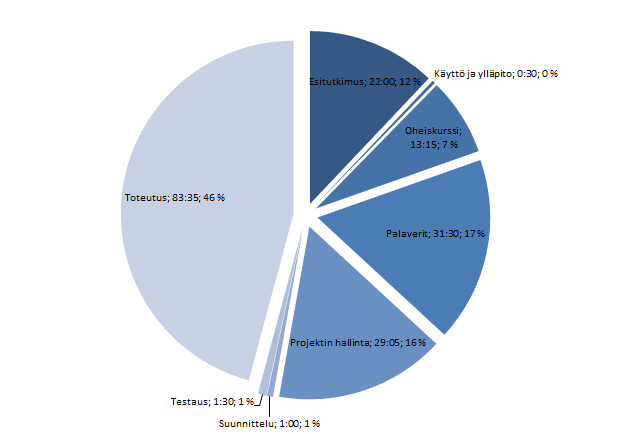 Esitutkimus; 22:00; 12 %
Käyttö ja ylläpito; 0:30; 0 %
Oheiskurssi;
13:15; 7 %
Palaverit; 31:30; 17 %
Projektin hallinta; 29:05; 16 %
Suunnittelu; 1:00; 1 %
Testaus; 1:30; 1 %
Toteutus; 83:35; 46 %